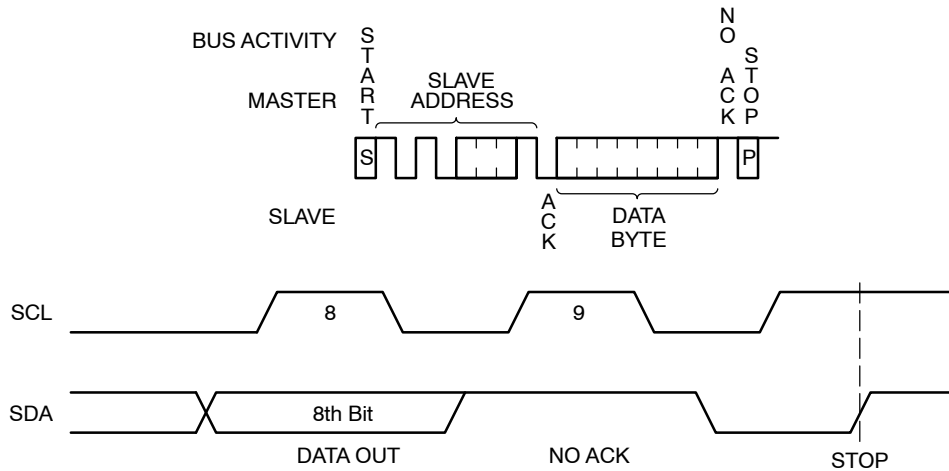 BUS ACTIVITY
MASTER
START
SLAVE
ADDRESS
NO ACK
STOP
S
P
SLAVE
ACK
DATA
BYTE
SCL
8
9
SDA
8th Bit
DATA OUT
NO ACK
STOP